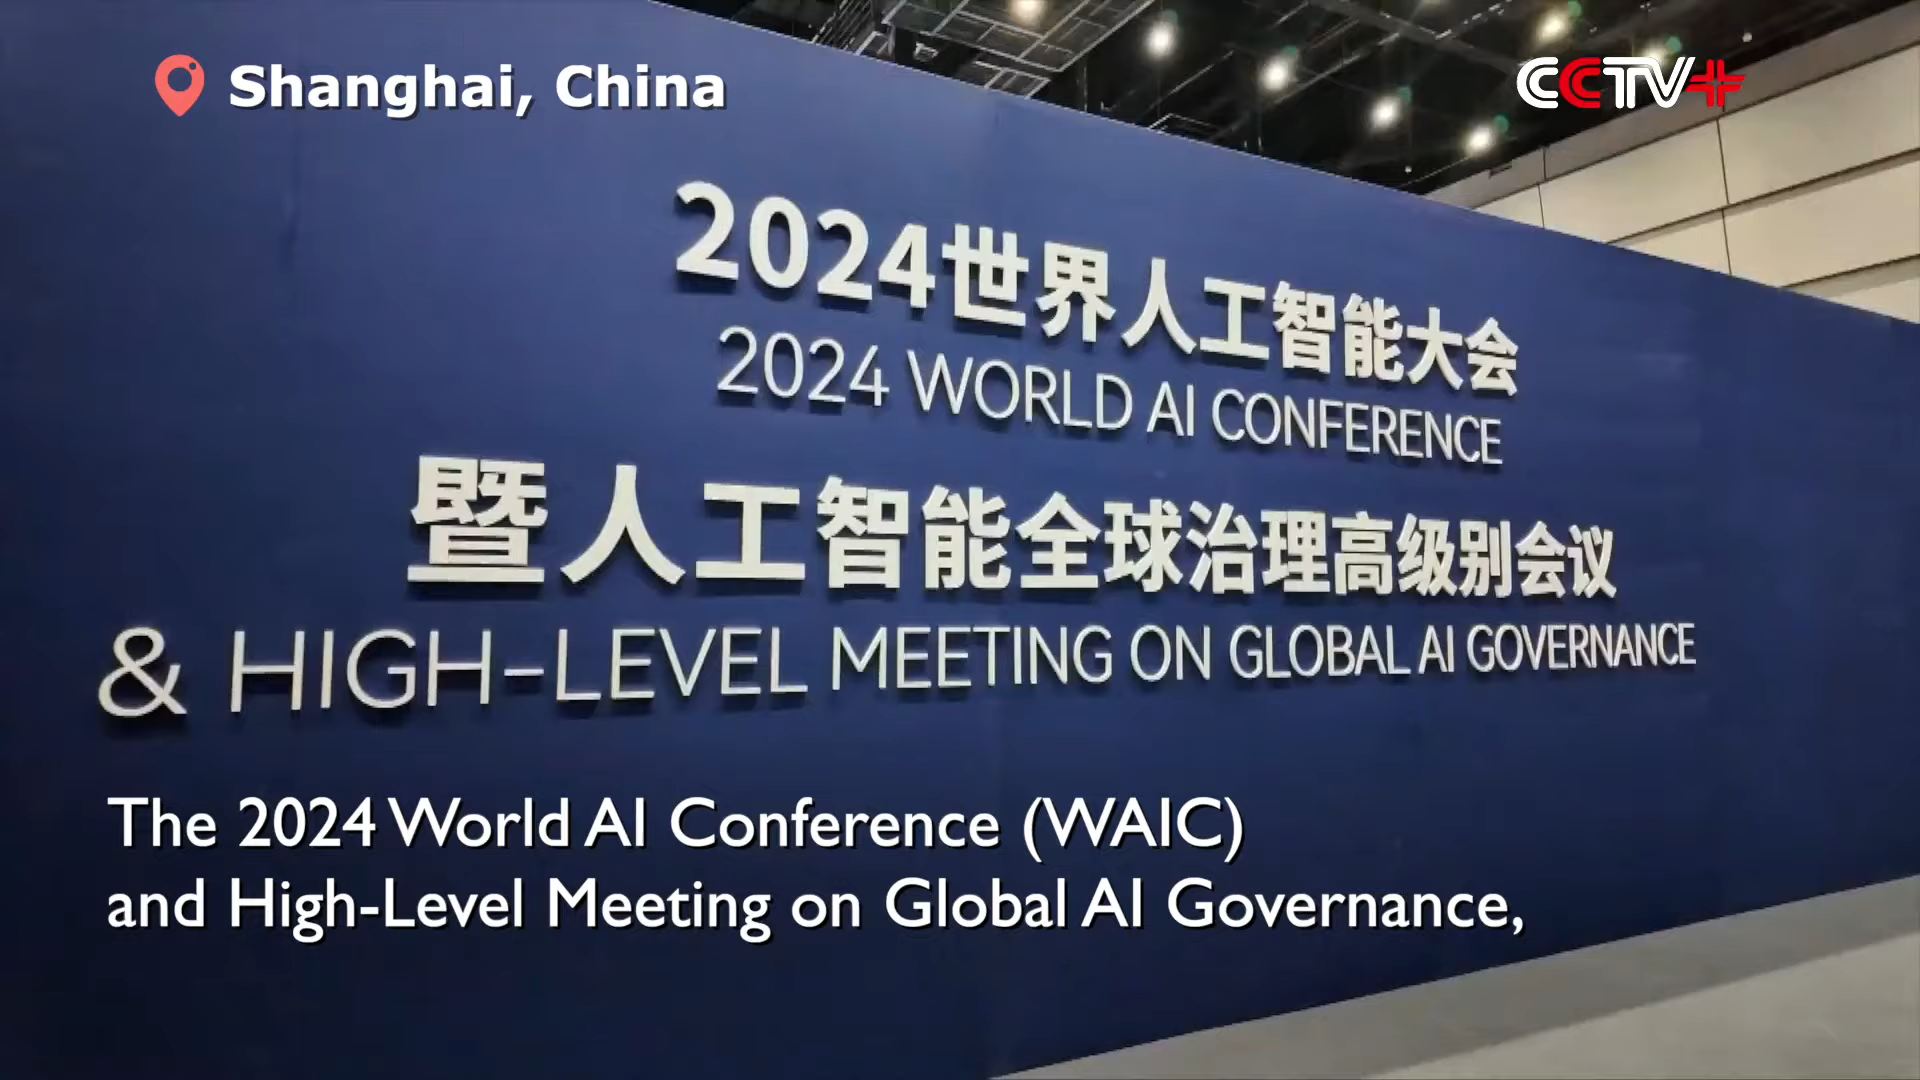 Shanghai, China
CCTV+
2024世界人工智能大会
2024 WORLD AI CONFERENCE
暨人工智能全球治理高级别会议
& HIGH-LEVEL MEETING ON GLOBAL AI GOVERNANCE
The 2024 World AI Conference (WAIC)
and High-Level Meeting on Global AI Governance,